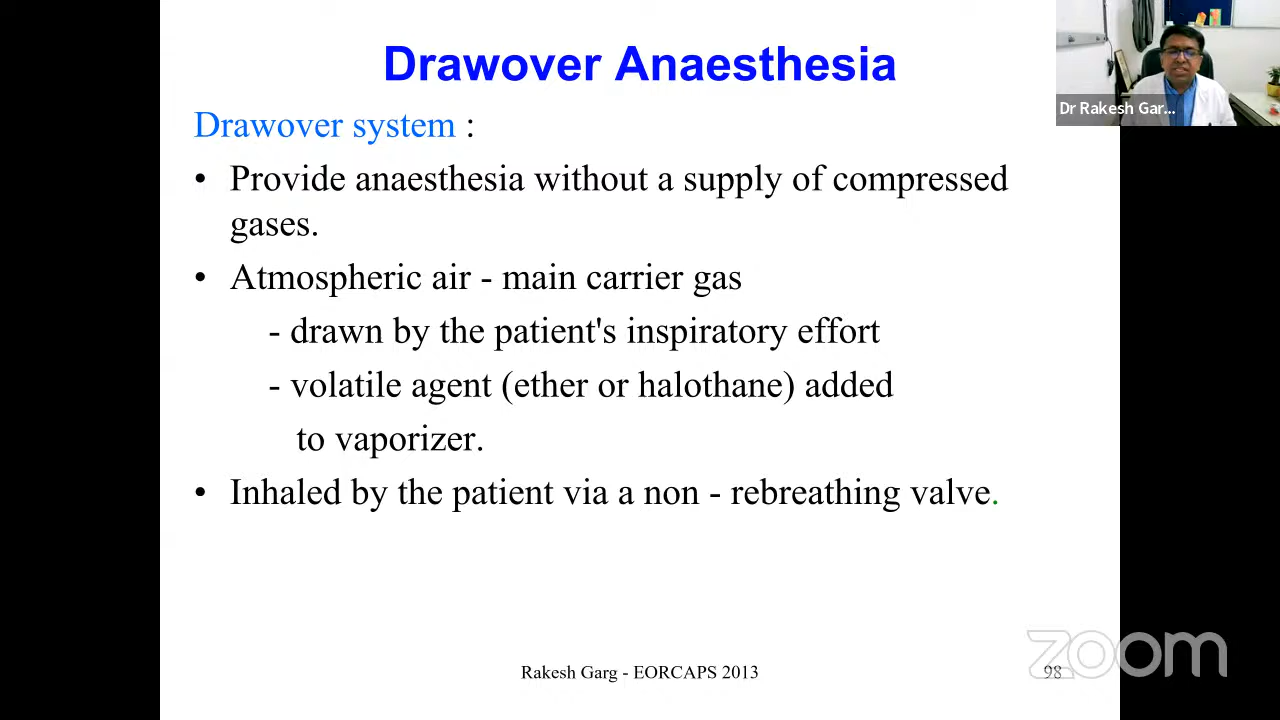 Drawover Anaesthesia
Dr Rakesh Gar...
Drawover system :
• Provide anaesthesia without a supply of compressed
gases.
• Atmospheric air - main carrier gas
- drawn by the patient's inspiratory effort
- volatile agent (ether or halothane) added
to vaporizer.
• Inhaled by the patient via a non - rebreathing valve.
Rakesh Garg - EORCAPS 2013
98
zoom